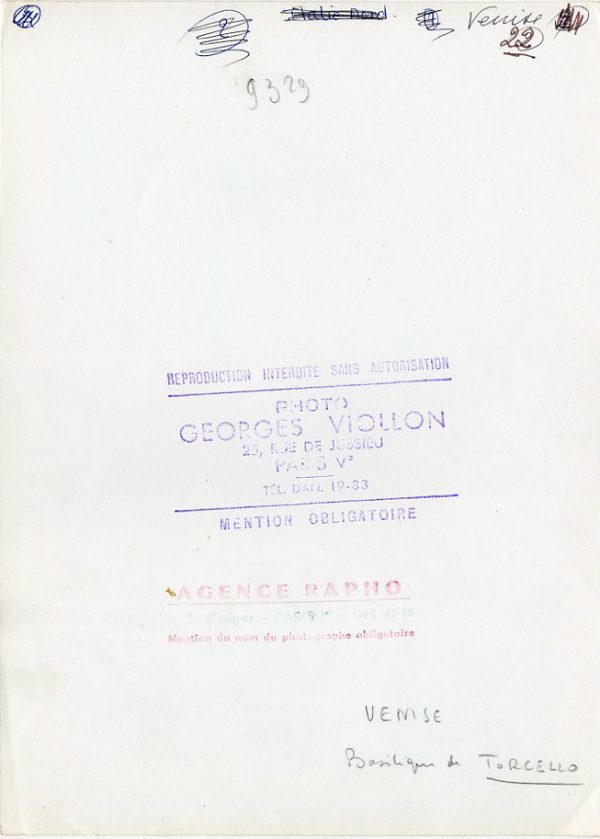 Italie Nord.
Venise
22
9329
REPRODUCTION INTERDITE SANS AUTORISATION
PHOTO
GEORGES VIOLLON
25, RUE DE JUSSIEU
PARIS Vᵉ
TÉL. DAN. 19-83
MENTION OBLIGATOIRE
AGENCE RAPHO
R. d'Alger - PARIS-1ᵉʳ - OPÉ
Mention du nom du photographe obligatoire
VENISE
Basilique de TORCELLO